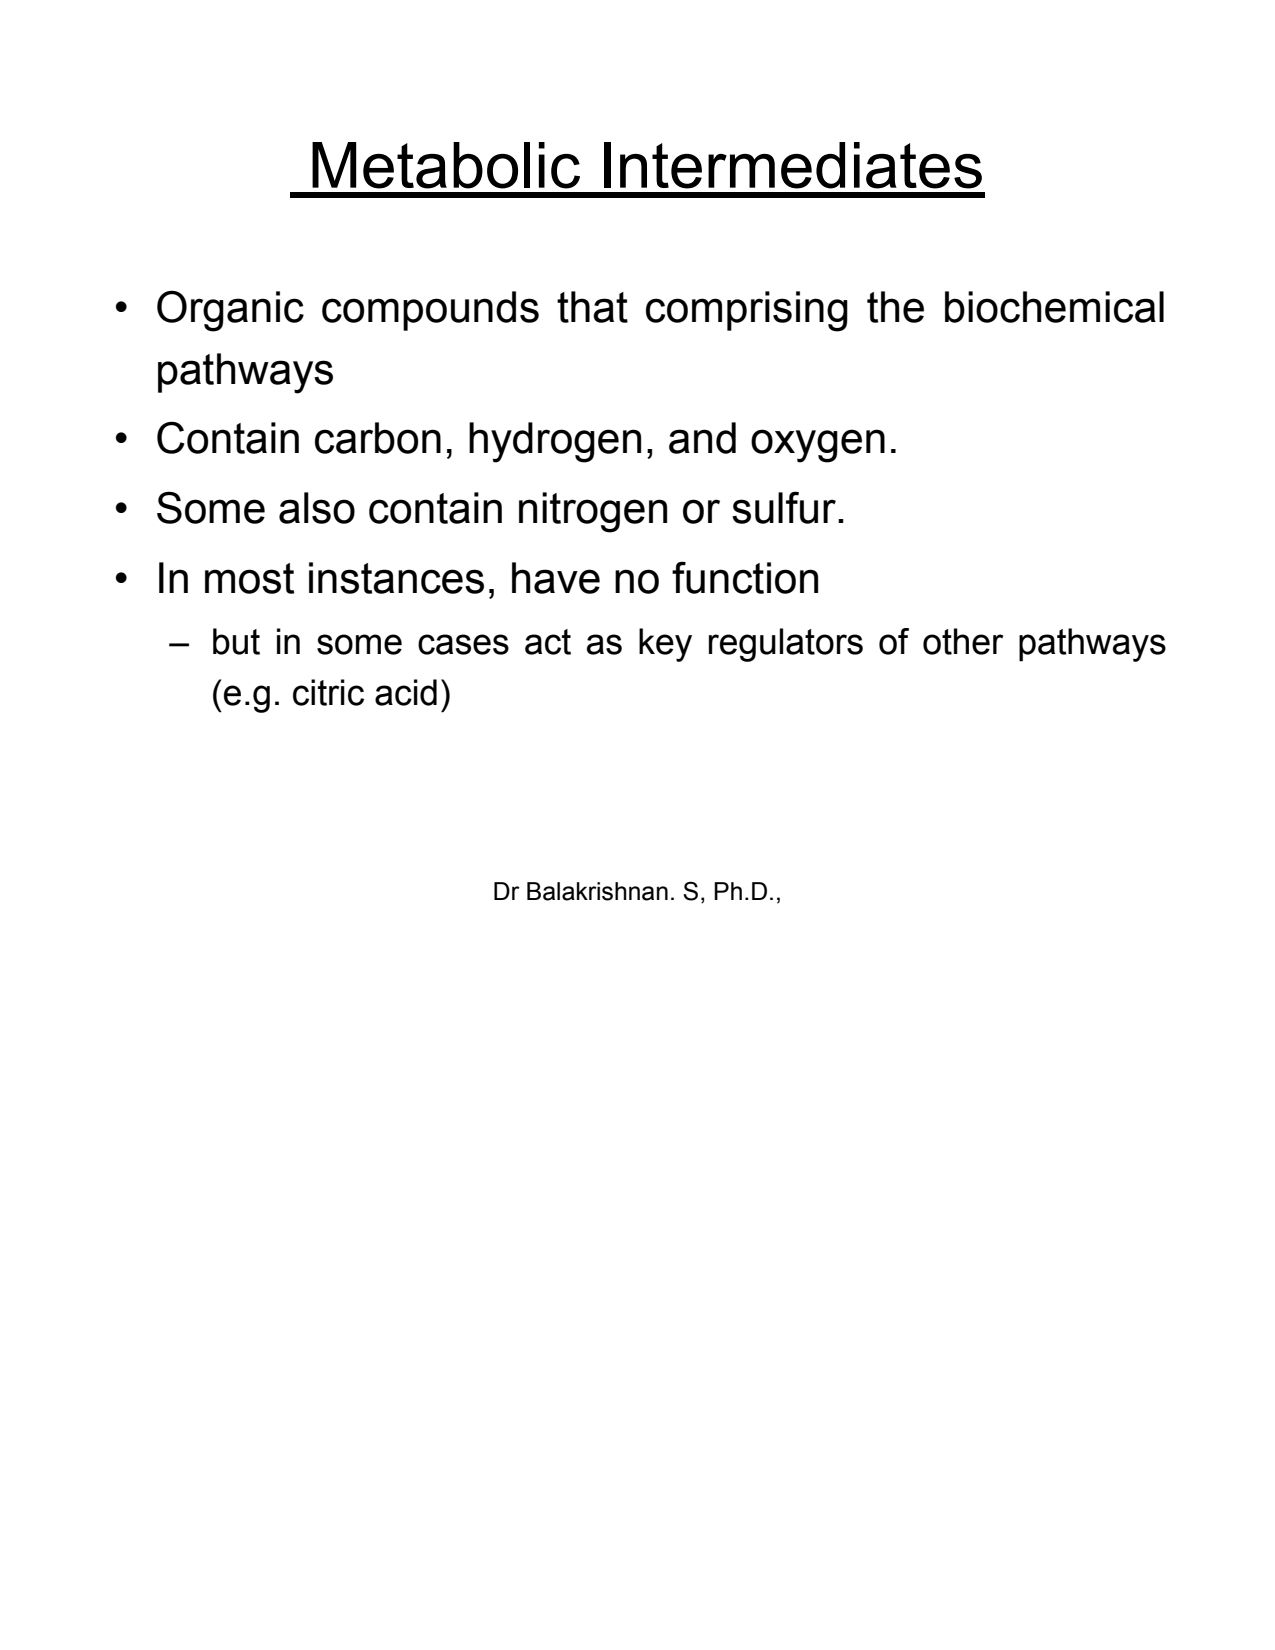 Metabolic Intermediates
• Organic compounds that comprising the biochemical
pathways
• Contain carbon, hydrogen, and oxygen.
• Some also contain nitrogen or sulfur.
• In most instances, have no function
– but in some cases act as key regulators of other pathways
(e.g. citric acid)
Dr Balakrishnan. S, Ph.D.,